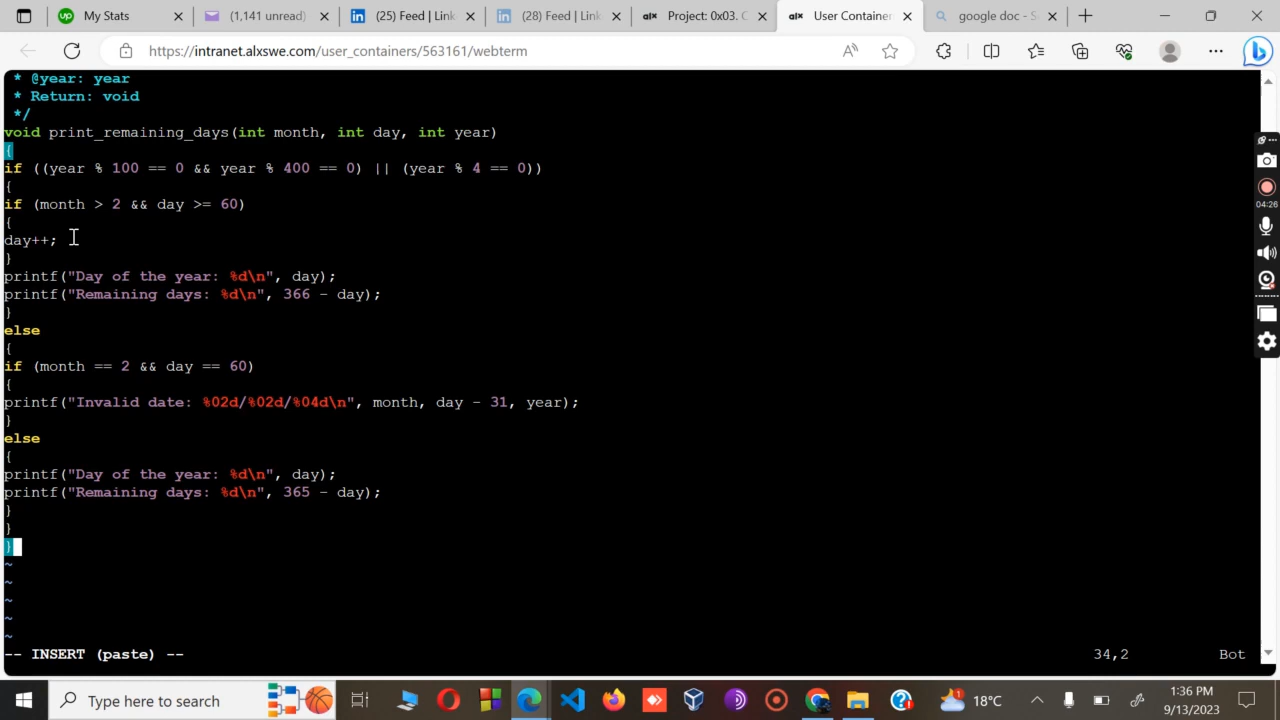 My Stats
(1,141 unread)
(25) Feed | Link
(28) Feed | Link
Project: 0x03. C
User Container
google doc - S
https://intranet.alxswe.com/user_containers/563161/webterm
* @year: year
* Return: void
*/
void print_remaining_days(int month, int day, int year)
{
if ((year % 100 == 0 && year % 400 == 0) || (year % 4 == 0))
{
if (month > 2 && day >= 60)
{
day++;
}
printf("Day of the year: %d\n", day);
printf("Remaining days: %d\n", 366 - day);
}
else
{
if (month == 2 && day == 60)
{
printf("Invalid date: %02d/%02d/%04d\n", month, day - 31, year);
}
else
{
printf("Day of the year: %d\n", day);
printf("Remaining days: %d\n", 365 - day);
}
}
}
~
~
~
~
~
-- INSERT (paste) -- 34,2 Bot
04:26
Type here to search
18°C
1:36 PM
9/13/2023